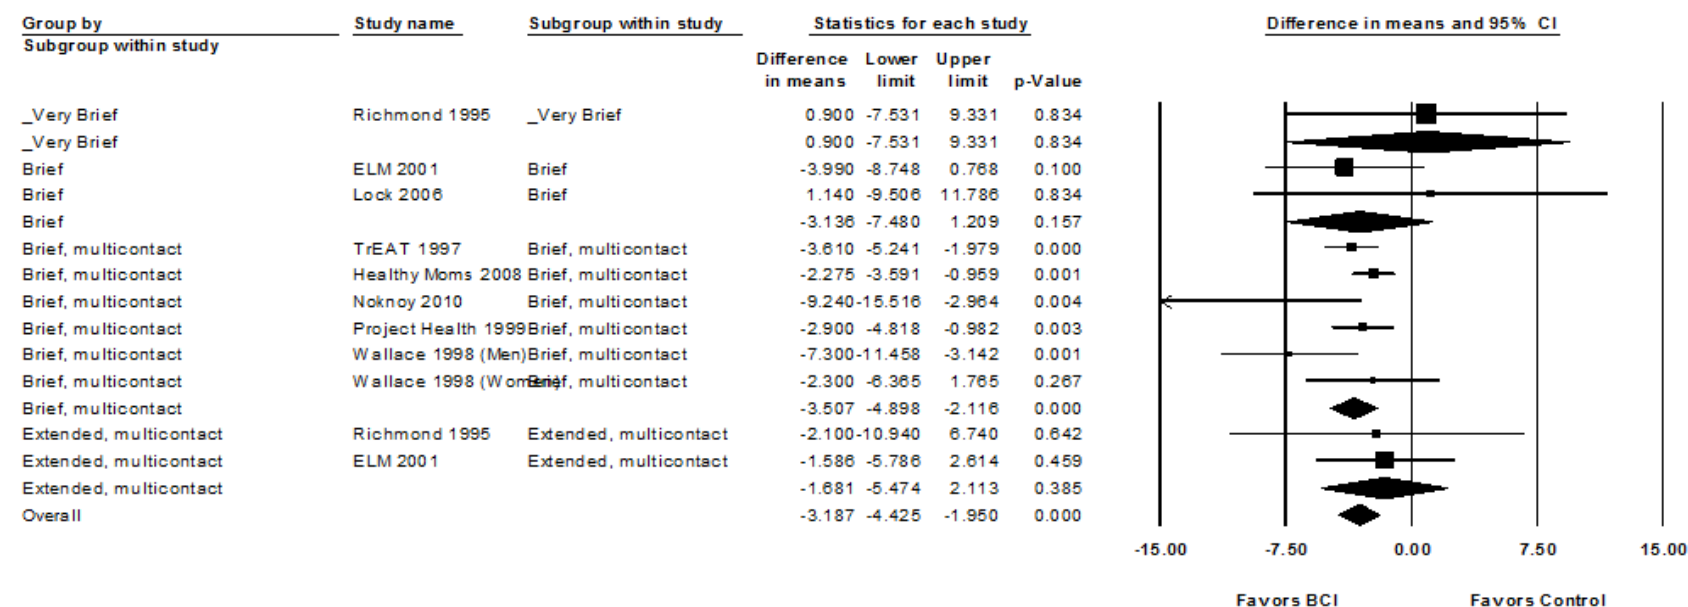 Group by Study name Subgroup within study Statistics for each study Difference in means and 95% CI
Subgroup within study
Difference Lower Upper
in means limit limit p-Value
_Very Brief Richmond 1995 _Very Brief 0.900 -7.531 9.331 0.834
_Very Brief 0.900 -7.531 9.331 0.834
Brief ELM 2001 Brief -3.990 -8.748 0.768 0.100
Brief Lock 2006 Brief 1.140 -9.506 11.786 0.834
Brief -3.136 -7.480 1.209 0.157
Brief, multicontact TrEAT 1997 Brief, multicontact -3.610 -5.241 -1.979 0.000
Brief, multicontact Healthy Moms 2008 Brief, multicontact -2.275 -3.591 -0.959 0.001
Brief, multicontact Noknoy 2010 Brief, multicontact -9.240 -15.516 -2.964 0.004
Brief, multicontact Project Health 1999 Brief, multicontact -2.900 -4.818 -0.982 0.003
Brief, multicontact Wallace 1998 (Men) Brief, multicontact -7.300 -11.458 -3.142 0.001
Brief, multicontact Wallace 1998 (Women) Brief, multicontact -2.300 -6.365 1.765 0.267
Brief, multicontact -3.507 -4.898 -2.116 0.000
Extended, multicontact Richmond 1995 Extended, multicontact -2.100 -10.940 6.740 0.642
Extended, multicontact ELM 2001 Extended, multicontact -1.586 -5.786 2.614 0.459
Extended, multicontact -1.681 -5.474 2.113 0.385
Overall -3.187 -4.425 -1.950 0.000
-15.00 -7.50 0.00 7.50 15.00
Favors BCI Favors Control